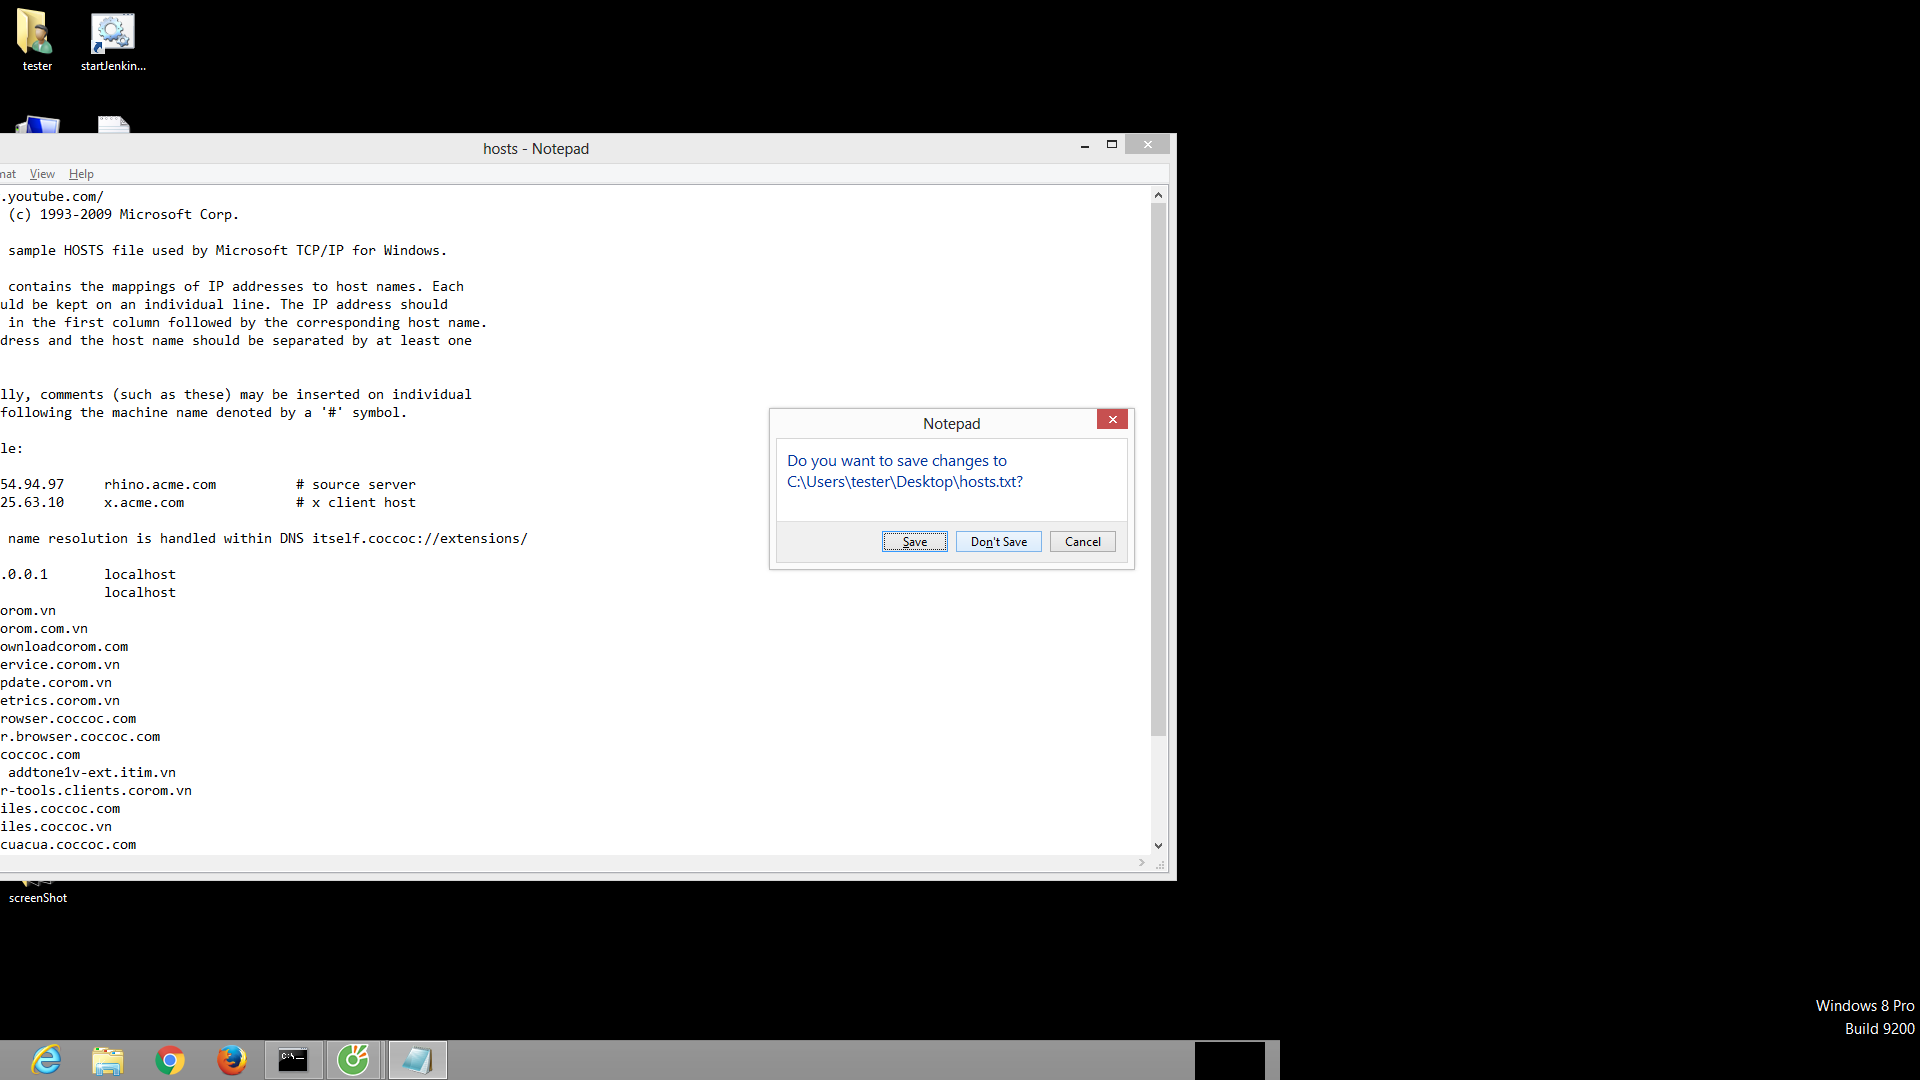 tester
startJenkin...
hosts - Notepad
mat View Help
.youtube.com/
(c) 1993-2009 Microsoft Corp.
sample HOSTS file used by Microsoft TCP/IP for Windows.
contains the mappings of IP addresses to host names. Each
uld be kept on an individual line. The IP address should
in the first column followed by the corresponding host name.
dress and the host name should be separated by at least one
lly, comments (such as these) may be inserted on individual
following the machine name denoted by a '#' symbol.
le:
54.94.97 rhino.acme.com # source server
25.63.10 x.acme.com # x client host
name resolution is handled within DNS itself.coccoc://extensions/
.0.0.1 localhost
localhost
orom.vn
orom.com.vn
ownloadcorom.com
ervice.corom.vn
pdate.corom.vn
etrics.corom.vn
rowser.coccoc.com
r.browser.coccoc.com
coccoc.com
addtone1v-ext.itim.vn
r-tools.clients.corom.vn
iles.coccoc.com
iles.coccoc.vn
cuacua.coccoc.com
Notepad
Do you want to save changes to
C:\Users\tester\Desktop\hosts.txt?
Save Don't Save Cancel
screenShot
C:\_
Windows 8 Pro
Build 9200